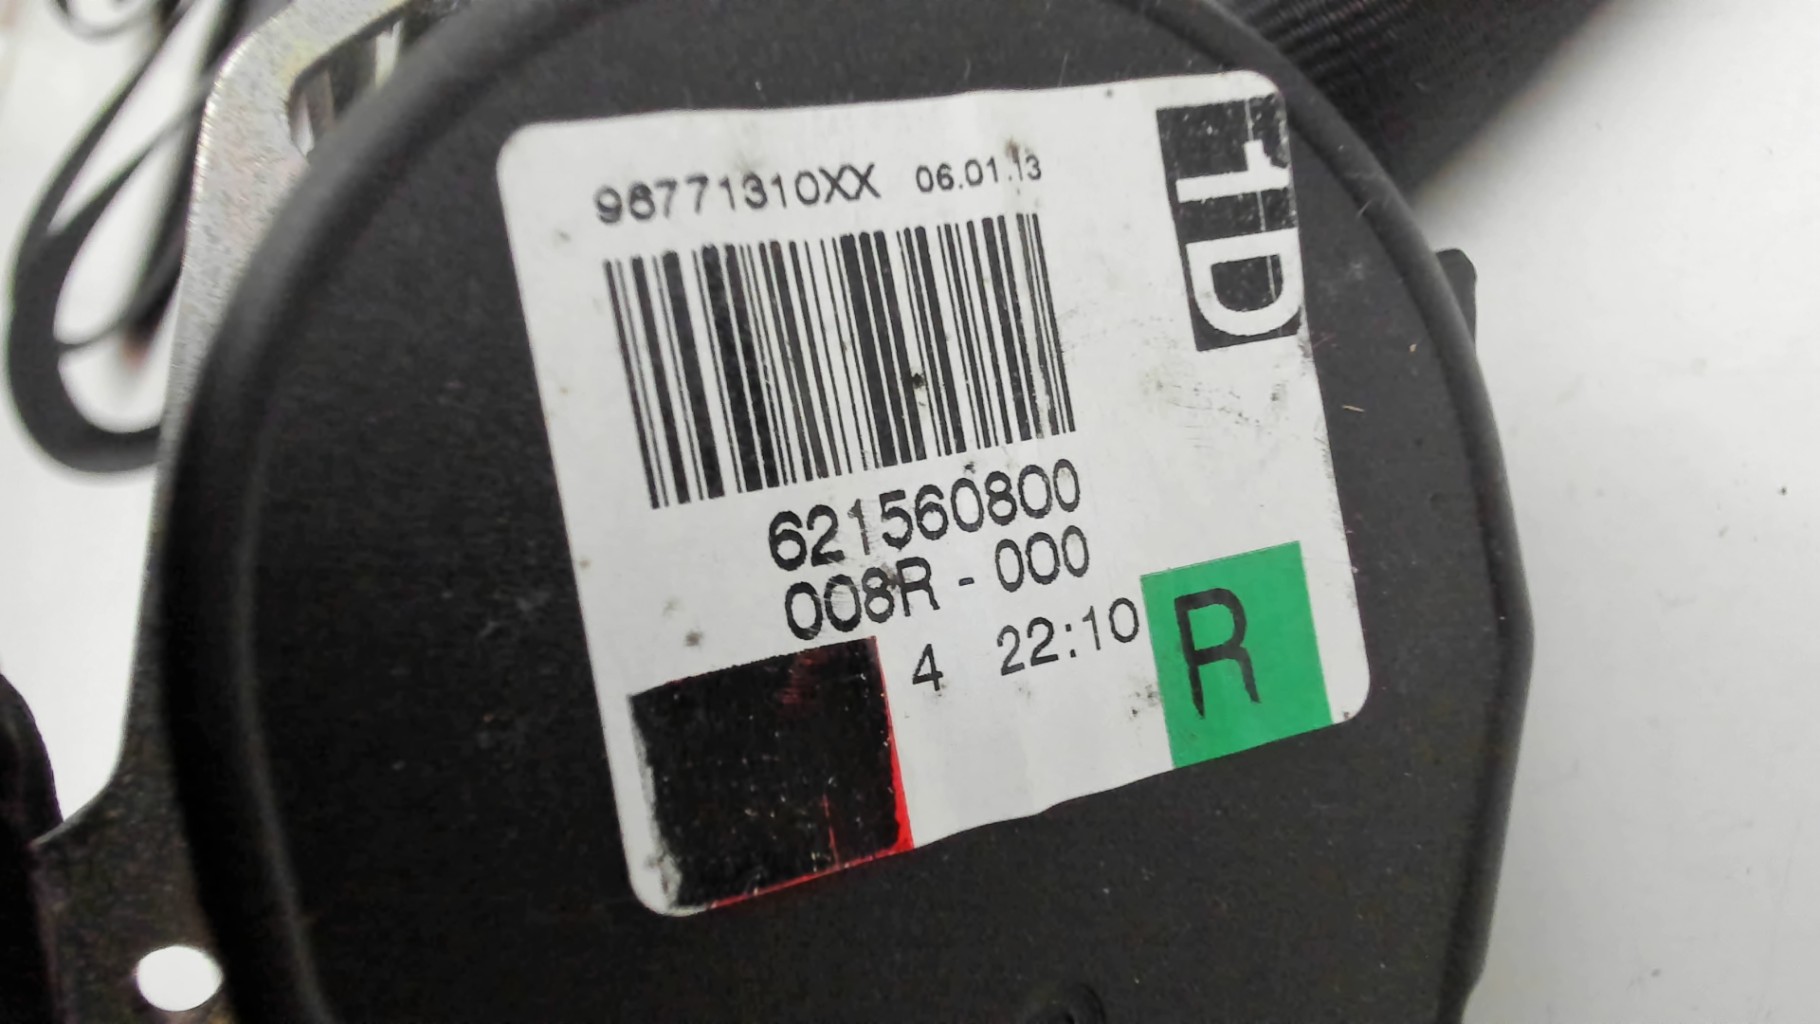 98771310XX 06.01.13
1D
621560800
008R - 000
4 22:10
R